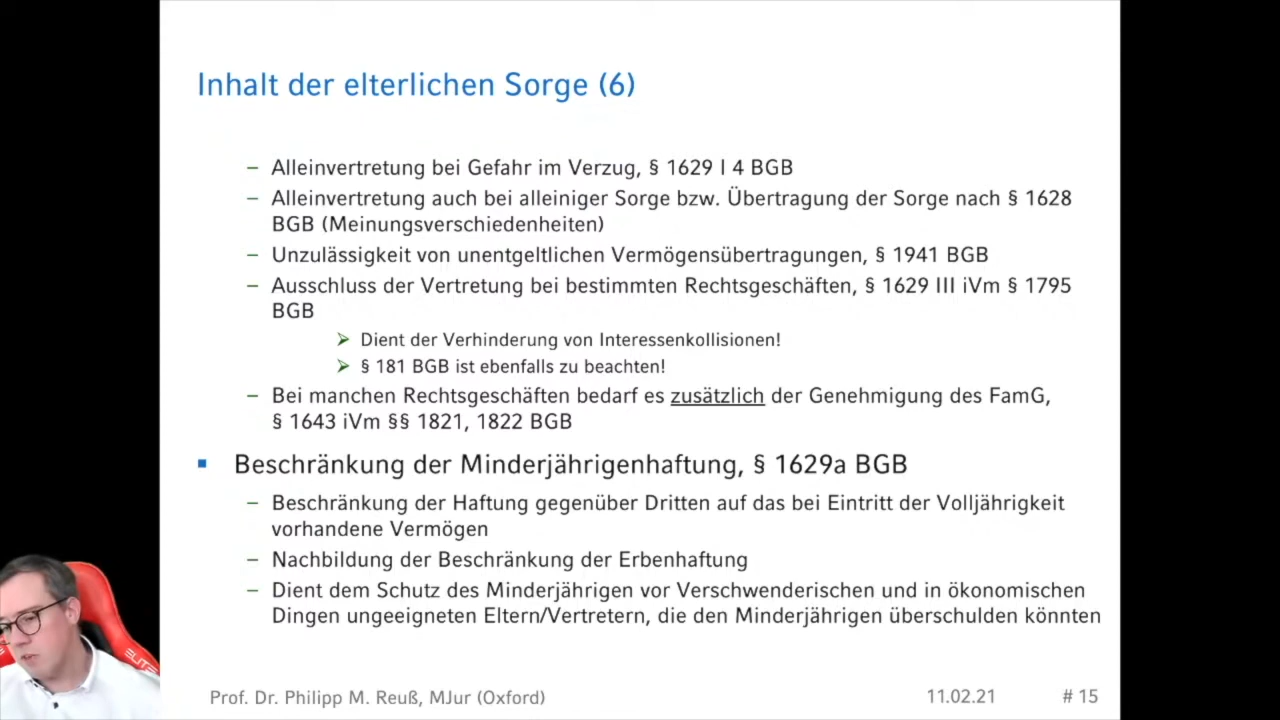 Inhalt der elterlichen Sorge (6)
– Alleinvertretung bei Gefahr im Verzug, § 1629 I 4 BGB
– Alleinvertretung auch bei alleiniger Sorge bzw. Übertragung der Sorge nach § 1628
BGB (Meinungsverschiedenheiten)
– Unzulässigkeit von unentgeltlichen Vermögensübertragungen, § 1941 BGB
– Ausschluss der Vertretung bei bestimmten Rechtsgeschäften, § 1629 III iVm § 1795
BGB
➢ Dient der Verhinderung von Interessenkollisionen!
➢ § 181 BGB ist ebenfalls zu beachten!
– Bei manchen Rechtsgeschäften bedarf es zusätzlich der Genehmigung des FamG,
§ 1643 iVm §§ 1821, 1822 BGB
▪ Beschränkung der Minderjährigenhaftung, § 1629a BGB
– Beschränkung der Haftung gegenüber Dritten auf das bei Eintritt der Volljährigkeit
vorhandene Vermögen
– Nachbildung der Beschränkung der Erbenhaftung
– Dient dem Schutz des Minderjährigen vor Verschwenderischen und in ökonomischen
Dingen ungeeigneten Eltern/Vertretern, die den Minderjährigen überschulden könnten
ELITE
Prof. Dr. Philipp M. Reuß, MJur (Oxford) 11.02.21 # 15